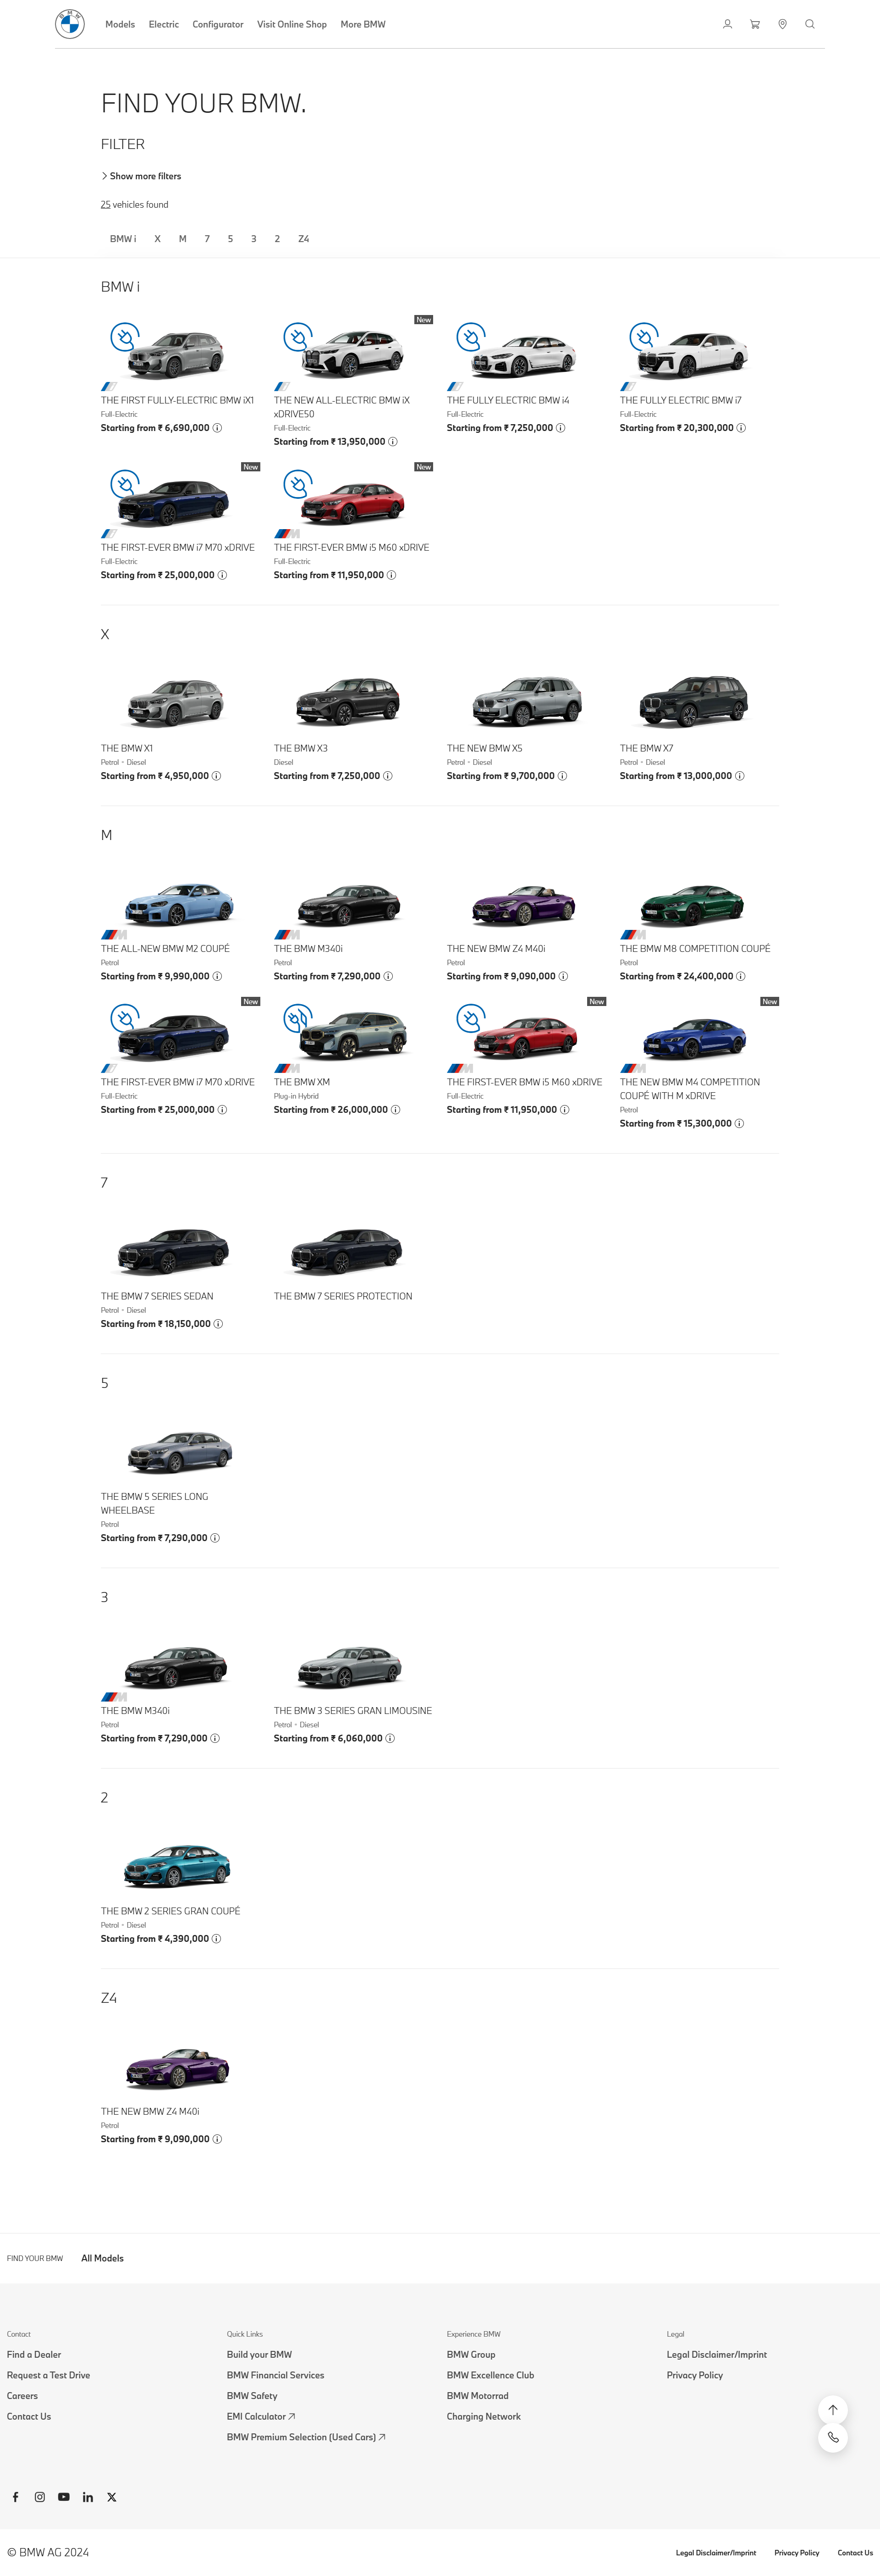 Models Electric Configurator Visit Online Shop More BMW
FIND YOUR BMW.
FILTER
Show more filters
25 vehicles found
BMW i X M 7 5 3 2 Z4
BMW i
THE FIRST FULLY-ELECTRIC BMW iX1
Full-Electric
Starting from ₹ 6,690,000
New
THE NEW ALL-ELECTRIC BMW iX
xDRIVE50
Full-Electric
Starting from ₹ 13,950,000
THE FULLY ELECTRIC BMW i4
Full-Electric
Starting from ₹ 7,250,000
THE FULLY ELECTRIC BMW i7
Full-Electric
Starting from ₹ 20,300,000
New
THE FIRST-EVER BMW i7 M70 xDRIVE
Full-Electric
Starting from ₹ 25,000,000
New
THE FIRST-EVER BMW i5 M60 xDRIVE
Full-Electric
Starting from ₹ 11,950,000
X
THE BMW X1
Petrol • Diesel
Starting from ₹ 4,950,000
THE BMW X3
Diesel
Starting from ₹ 7,250,000
THE NEW BMW X5
Petrol • Diesel
Starting from ₹ 9,700,000
THE BMW X7
Petrol • Diesel
Starting from ₹ 13,000,000
M
THE ALL-NEW BMW M2 COUPÉ
Petrol
Starting from ₹ 9,990,000
THE BMW M340i
Petrol
Starting from ₹ 7,290,000
THE NEW BMW Z4 M40i
Petrol
Starting from ₹ 9,090,000
THE BMW M8 COMPETITION COUPÉ
Petrol
Starting from ₹ 24,400,000
New
THE FIRST-EVER BMW i7 M70 xDRIVE
Full-Electric
Starting from ₹ 25,000,000
THE BMW XM
Plug-in Hybrid
Starting from ₹ 26,000,000
New
THE FIRST-EVER BMW i5 M60 xDRIVE
Full-Electric
Starting from ₹ 11,950,000
New
THE NEW BMW M4 COMPETITION
COUPÉ WITH M xDRIVE
Petrol
Starting from ₹ 15,300,000
7
THE BMW 7 SERIES SEDAN
Petrol • Diesel
Starting from ₹ 18,150,000
THE BMW 7 SERIES PROTECTION
5
THE BMW 5 SERIES LONG
WHEELBASE
Petrol
Starting from ₹ 7,290,000
3
THE BMW M340i
Petrol
Starting from ₹ 7,290,000
THE BMW 3 SERIES GRAN LIMOUSINE
Petrol • Diesel
Starting from ₹ 6,060,000
2
THE BMW 2 SERIES GRAN COUPÉ
Petrol • Diesel
Starting from ₹ 4,390,000
Z4
THE NEW BMW Z4 M40i
Petrol
Starting from ₹ 9,090,000
FIND YOUR BMW All Models
Contact
Find a Dealer
Request a Test Drive
Careers
Contact Us
Quick Links
Build your BMW
BMW Financial Services
BMW Safety
EMI Calculator
BMW Premium Selection (Used Cars)
Experience BMW
BMW Group
BMW Excellence Club
BMW Motorrad
Charging Network
Legal
Legal Disclaimer/Imprint
Privacy Policy
© BMW AG 2024
Legal Disclaimer/Imprint Privacy Policy Contact Us